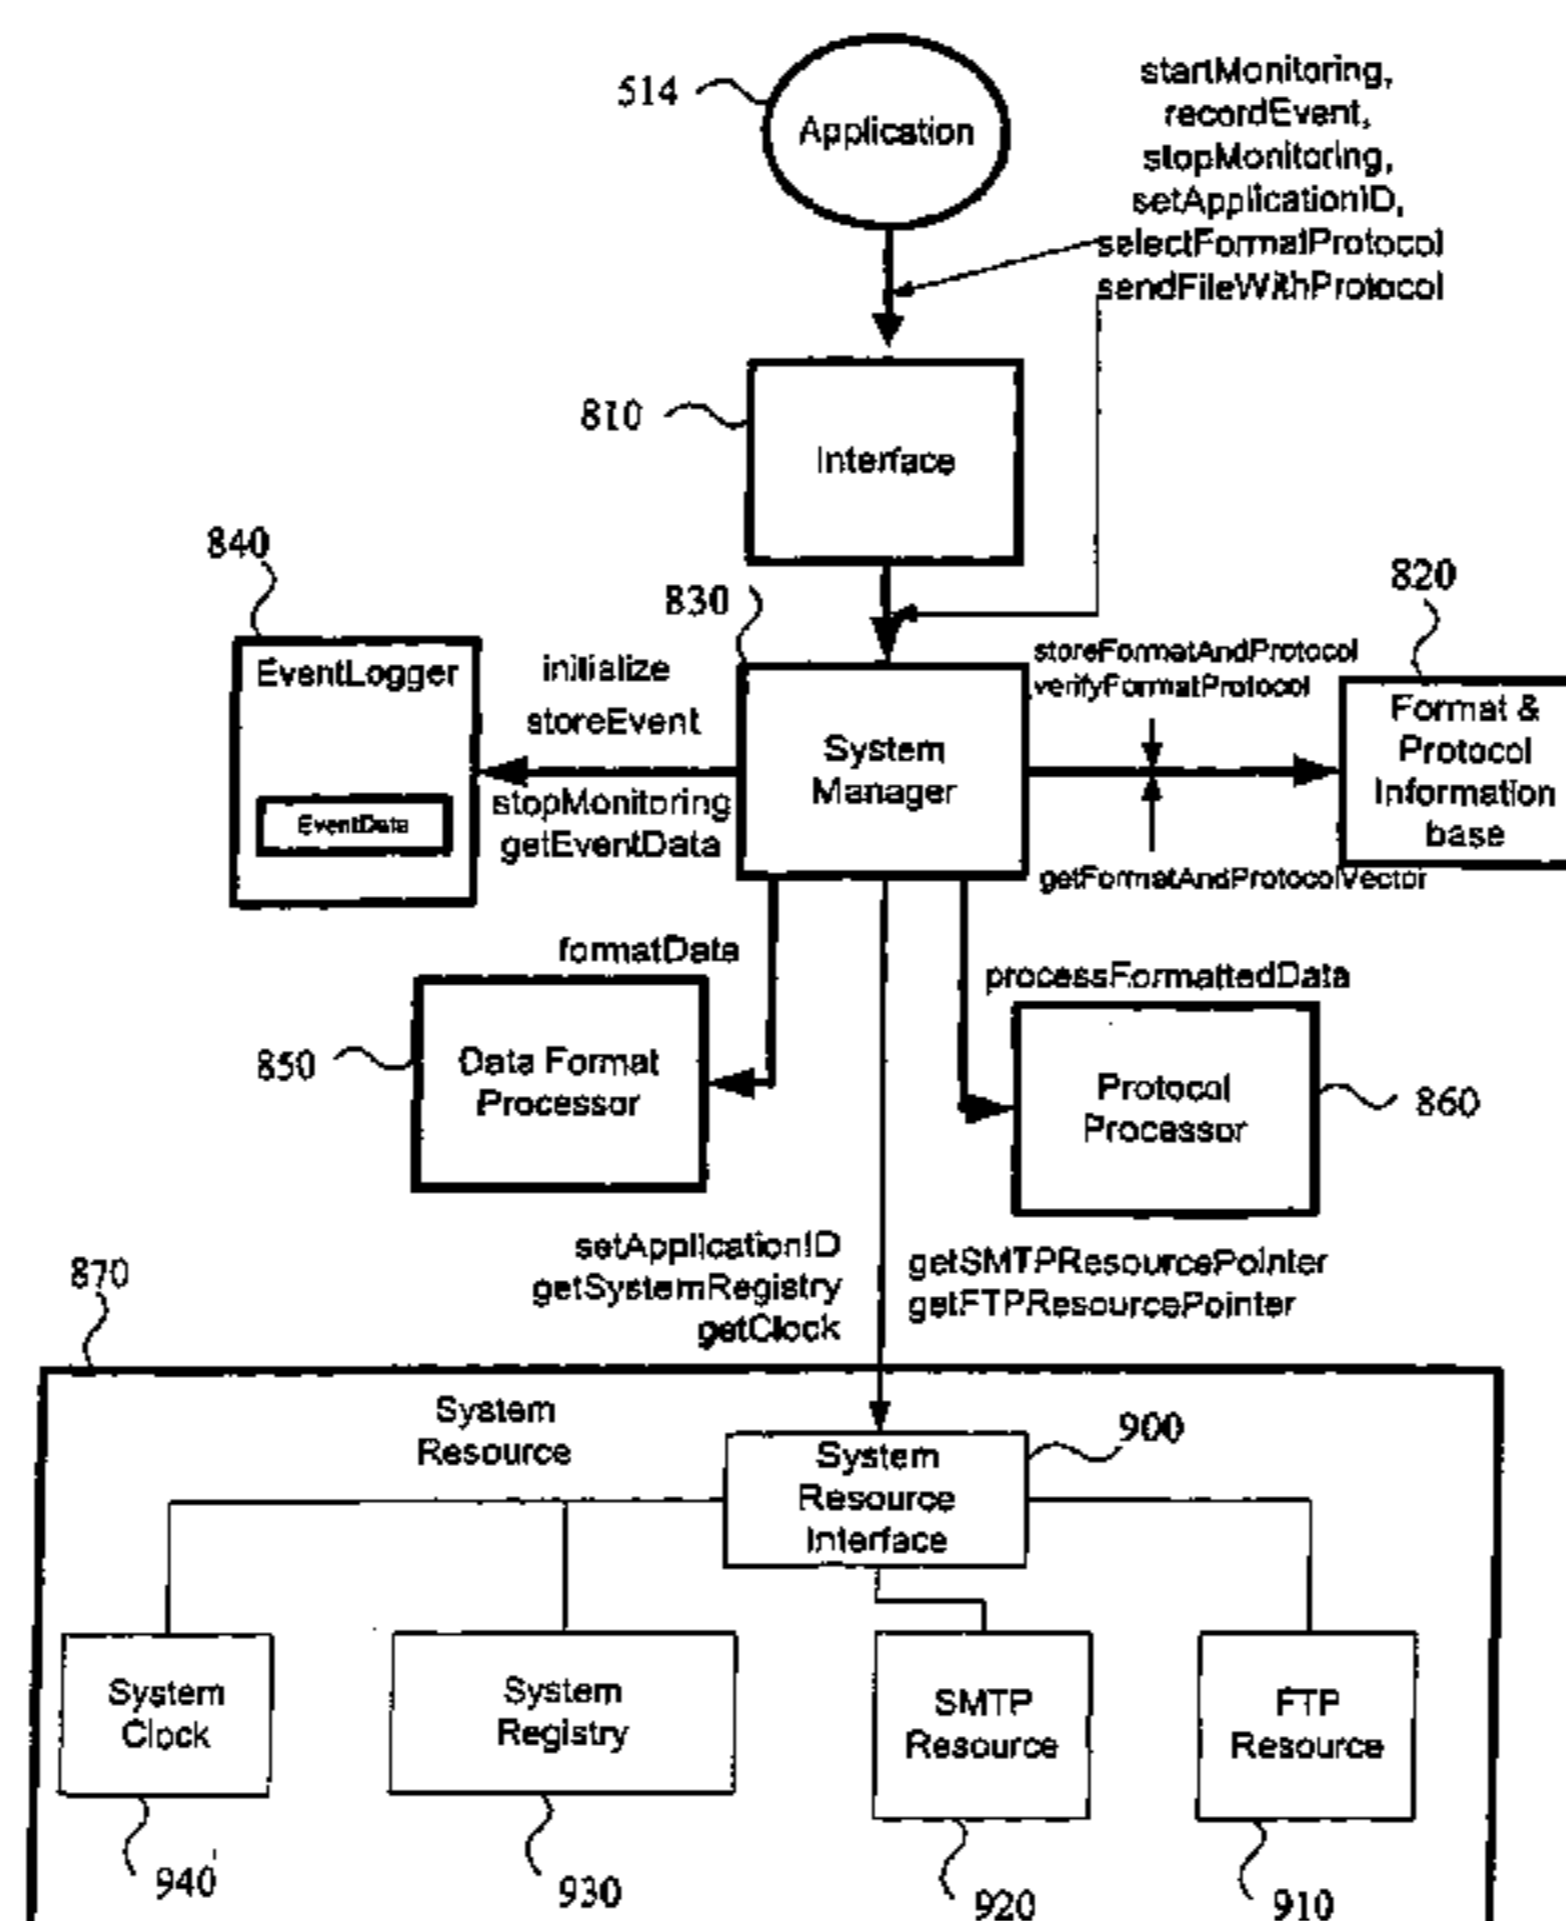 514
Application
startMonitoring,
recordEvent,
stopMonitoring,
setApplicationID,
selectFormatProtocol
sendFileWithProtocol
810
Interface
840
830
820
EventLogger
EventData
initialize
storeEvent
stopMonitoring
getEventData
System
Manager
storeFormatAndProtocol
verifyFormatProtocol
getFormatAndProtocolVector
Format &
Protocol
Information
base
formatData
processFormattedData
850
Data Format
Processor
Protocol
Processor
860
setApplicationID
getSystemRegistry
getClock
getSMTPResourcePointer
getFTPResourcePointer
870
System
Resource
System
Resource
Interface
900
System
Clock
System
Registry
SMTP
Resource
FTP
Resource
940
930
920
910